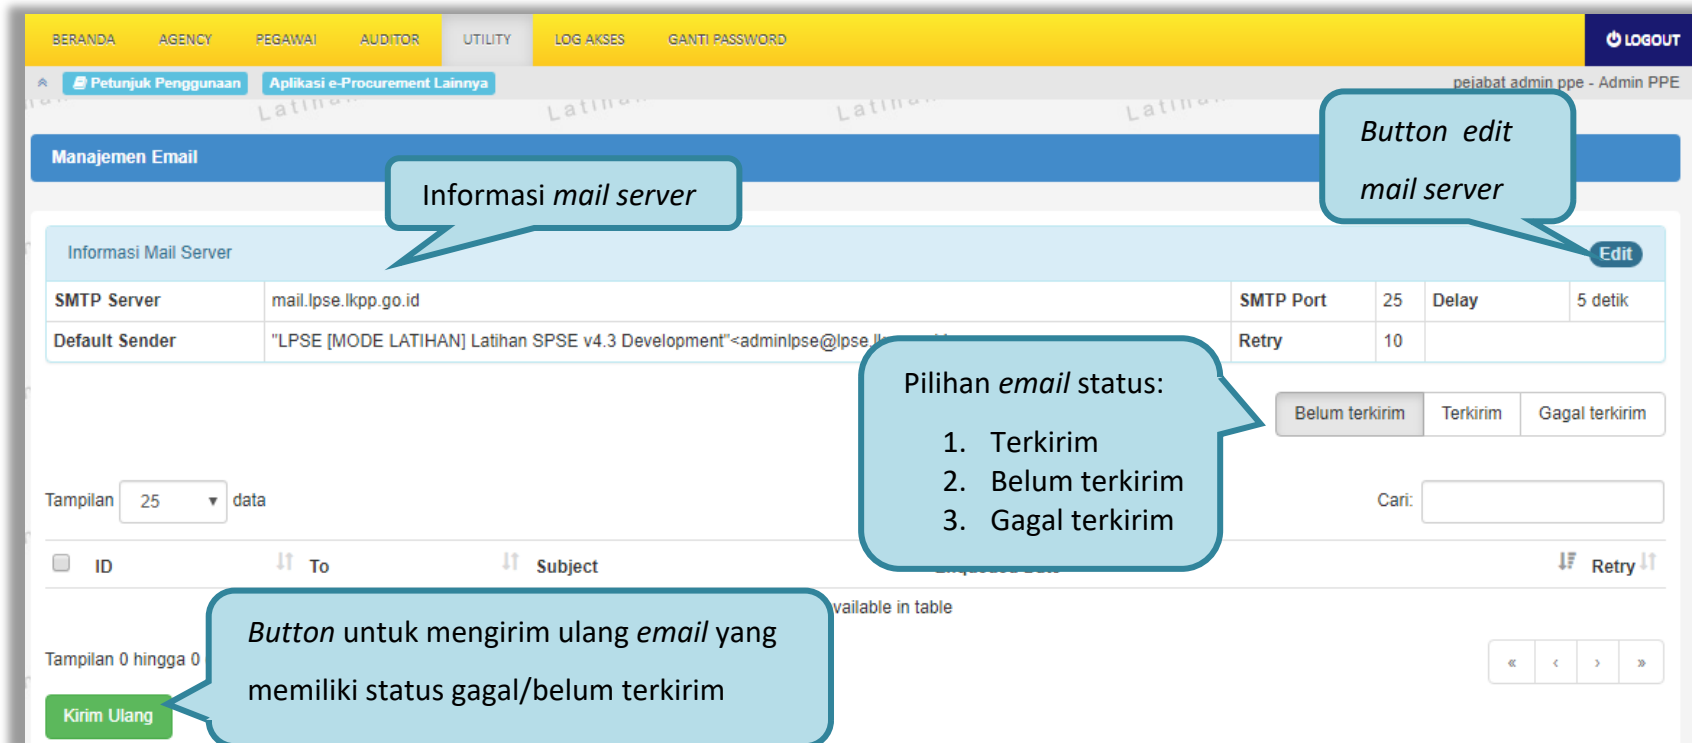 BERANDA AGENCY PEGAWAI AUDITOR UTILITY LOG AKSES GANTI PASSWORD LOGOUT
Petunjuk Penggunaan Aplikasi e-Procurement Lainnya pejabat admin ppe - Admin PPE
Manajemen Email
Informasi mail server
Button edit
mail server
Informasi Mail Server Edit
SMTP Server mail.lpse.lkpp.go.id SMTP Port 25 Delay 5 detik
Default Sender "LPSE [MODE LATIHAN] Latihan SPSE v4.3 Development"<adminlpse@lpse. Retry 10
Pilihan email status:
1. Terkirim
2. Belum terkirim
3. Gagal terkirim
Belum terkirim Terkirim Gagal terkirim
Tampilan 25 data Cari:
ID To Subject Retry
available in table
Button untuk mengirim ulang email yang
memiliki status gagal/belum terkirim
Tampilan 0 hingga 0 « ‹ › »
Kirim Ulang